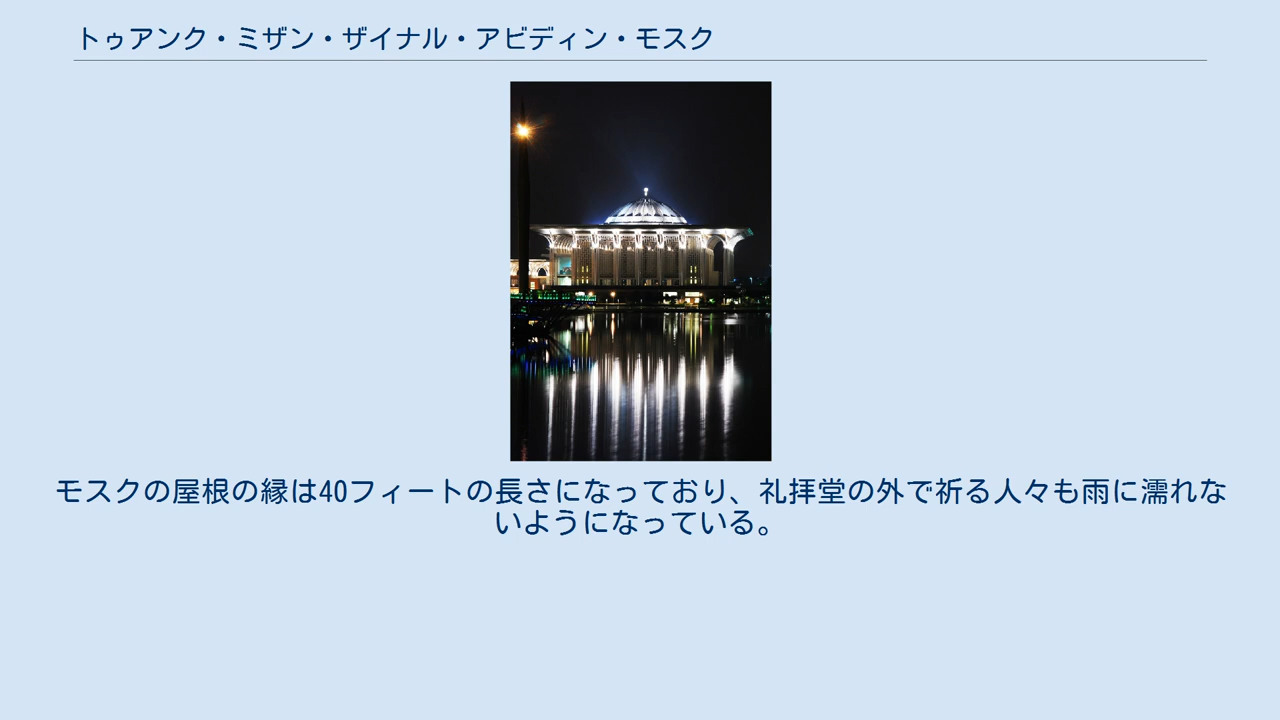 トゥアンク・ミザン・ザイナル・アビディン・モスク
モスクの屋根の縁は40フィートの長さになっており、礼拝堂の外で祈る人々も雨に濡れな
いようになっている。